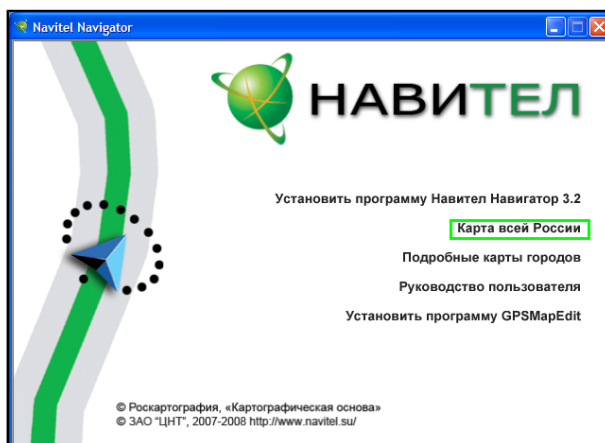 Navitel Navigator
НАВИТЕЛ
Установить программу Навител Навигатор 3.2
Карта всей России
Подробные карты городов
Руководство пользователя
Установить программу GPSMapEdit
© Роскартография, «Картографическая основа»
© ЗАО "ЦНТ", 2007-2008 http://www.navitel.su/